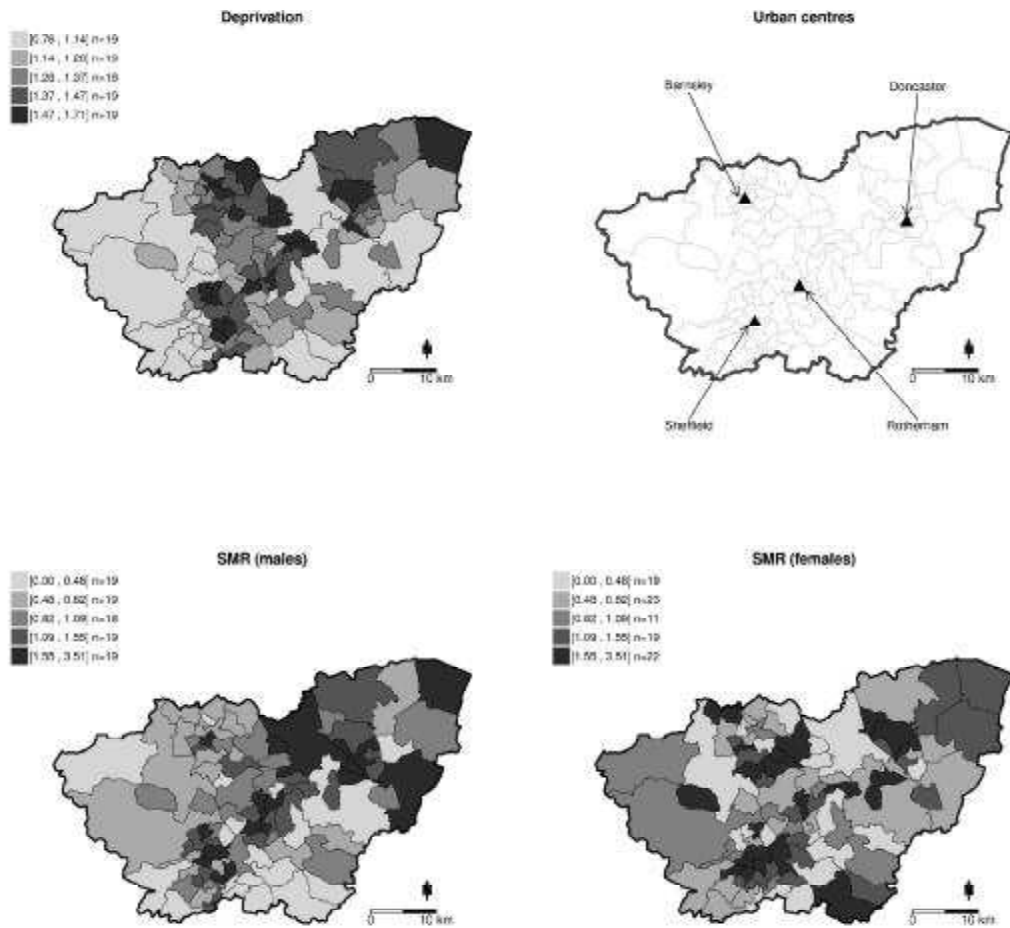 Deprivation
[0.76 , 1.14] n=19
[1.14 , 1.26] n=19
[1.26 , 1.37] n=18
[1.37 , 1.47] n=19
[1.47 , 1.71] n=19
0 10 km
Urban centres
Barnsley
Doncaster
Sheffield
Rotherham
0 10 km
SMR (males)
[0.00 , 0.48] n=19
[0.48 , 0.82] n=19
[0.82 , 1.09] n=18
[1.09 , 1.55] n=19
[1.55 , 3.51] n=19
0 10 km
SMR (females)
[0.00 , 0.48] n=19
[0.48 , 0.82] n=23
[0.82 , 1.09] n=11
[1.09 , 1.55] n=19
[1.55 , 3.51] n=22
0 10 km